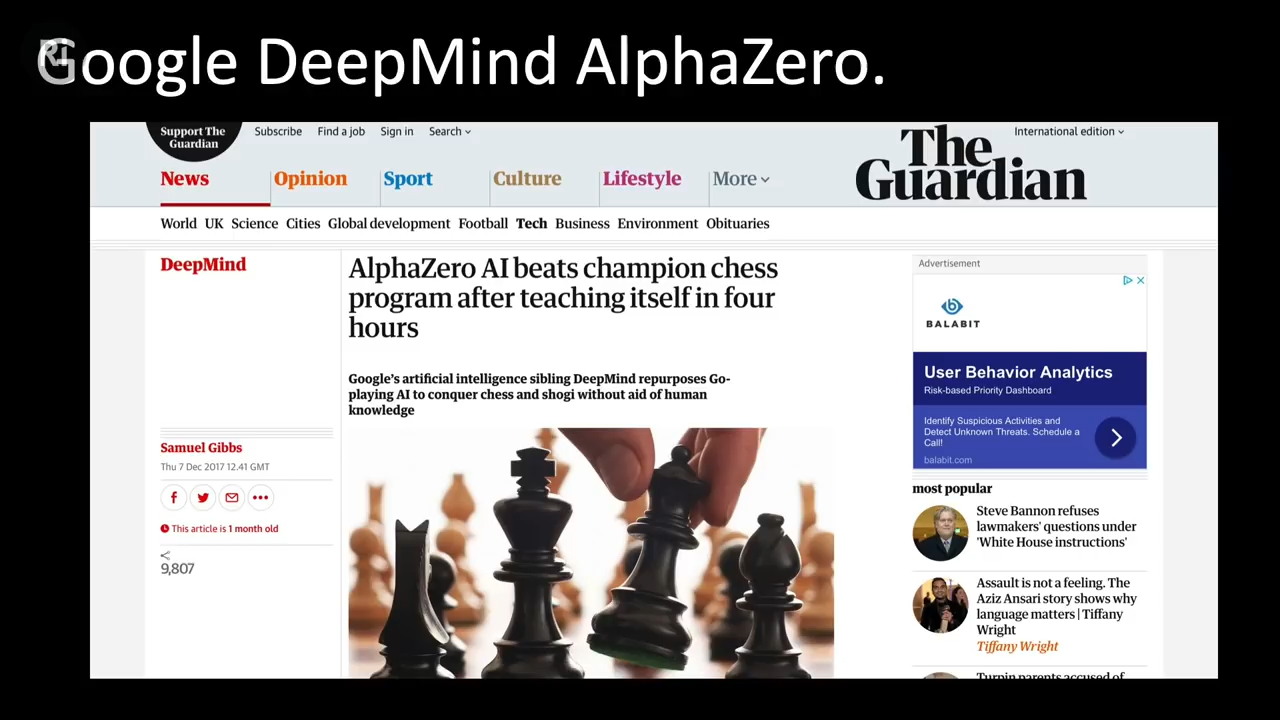 Google DeepMind AlphaZero.
Ri
Support The
Guardian
Subscribe Find a job Sign in Search
International edition
The
Guardian
News Opinion Sport Culture Lifestyle More
World UK Science Cities Global development Football Tech Business Environment Obituaries
DeepMind
AlphaZero AI beats champion chess
program after teaching itself in four
hours
Google's artificial intelligence sibling DeepMind repurposes Go-
playing AI to conquer chess and shogi without aid of human
knowledge
Samuel Gibbs
Thu 7 Dec 2017 12.41 GMT
This article is 1 month old
9,807
Advertisement
BALABIT
User Behavior Analytics
Risk-based Priority Dashboard
Identify Suspicious Activities and
Detect Unknown Threats. Schedule a
Call!
balabit.com
most popular
Steve Bannon refuses
lawmakers' questions under
'White House instructions'
Assault is not a feeling. The
Aziz Ansari story shows why
language matters | Tiffany
Wright
Tiffany Wright
Turpin parents accused of